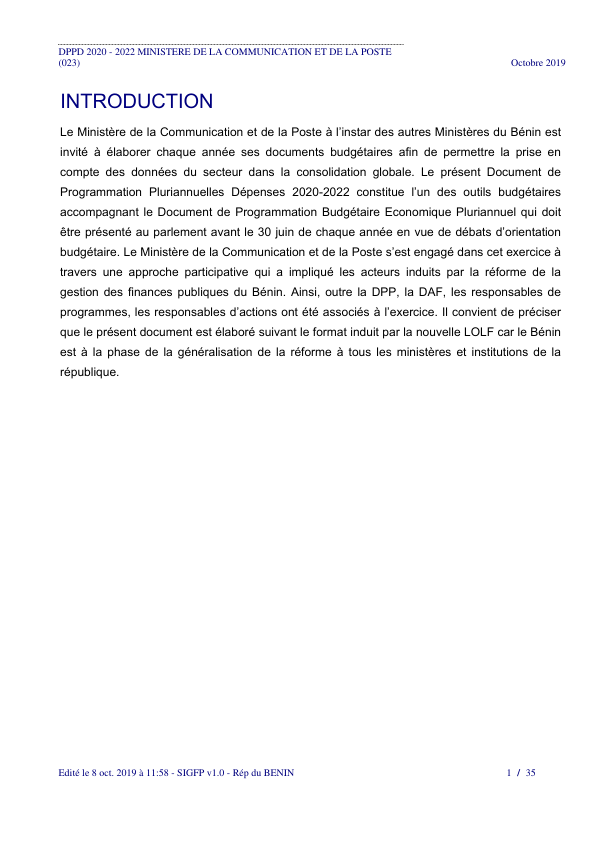 DPPD 2020 - 2022 MINISTERE DE LA COMMUNICATION ET DE LA POSTE
(023) Octobre 2019
INTRODUCTION
Le Ministère de la Communication et de la Poste à l’instar des autres Ministères du Bénin est
invité à élaborer chaque année ses documents budgétaires afin de permettre la prise en
compte des données du secteur dans la consolidation globale. Le présent Document de
Programmation Pluriannuelles Dépenses 2020-2022 constitue l’un des outils budgétaires
accompagnant le Document de Programmation Budgétaire Economique Pluriannuel qui doit
être présenté au parlement avant le 30 juin de chaque année en vue de débats d’orientation
budgétaire. Le Ministère de la Communication et de la Poste s’est engagé dans cet exercice à
travers une approche participative qui a impliqué les acteurs induits par la réforme de la
gestion des finances publiques du Bénin. Ainsi, outre la DPP, la DAF, les responsables de
programmes, les responsables d’actions ont été associés à l’exercice. Il convient de préciser
que le présent document est élaboré suivant le format induit par la nouvelle LOLF car le Bénin
est à la phase de la généralisation de la réforme à tous les ministères et institutions de la
république.
Edité le 8 oct. 2019 à 11:58 - SIGFP v1.0 - Rép du BENIN 1 / 35